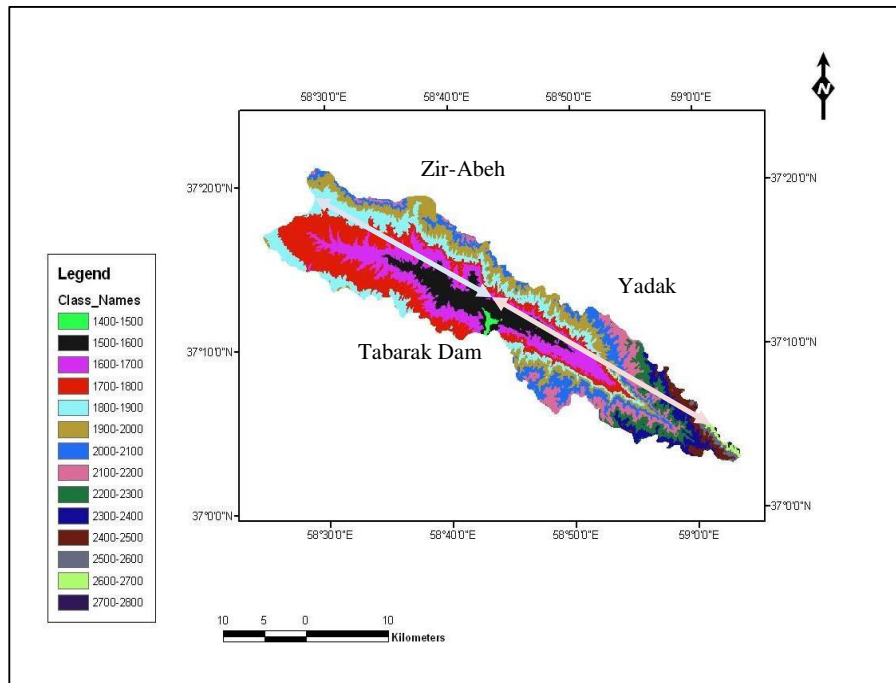 N
58°30'0"E 58°40'0"E 58°50'0"E 59°0'0"E
Zir-Abeh
37°20'0"N 37°20'0"N
Yadak
37°10'0"N 37°10'0"N
Tabarak Dam
37°0'0"N 37°0'0"N
58°30'0"E 58°40'0"E 58°50'0"E 59°0'0"E
Legend
Class_Names
1400-1500
1500-1600
1600-1700
1700-1800
1800-1900
1900-2000
2000-2100
2100-2200
2200-2300
2300-2400
2400-2500
2500-2600
2600-2700
2700-2800
10 5 0 10
Kilometers